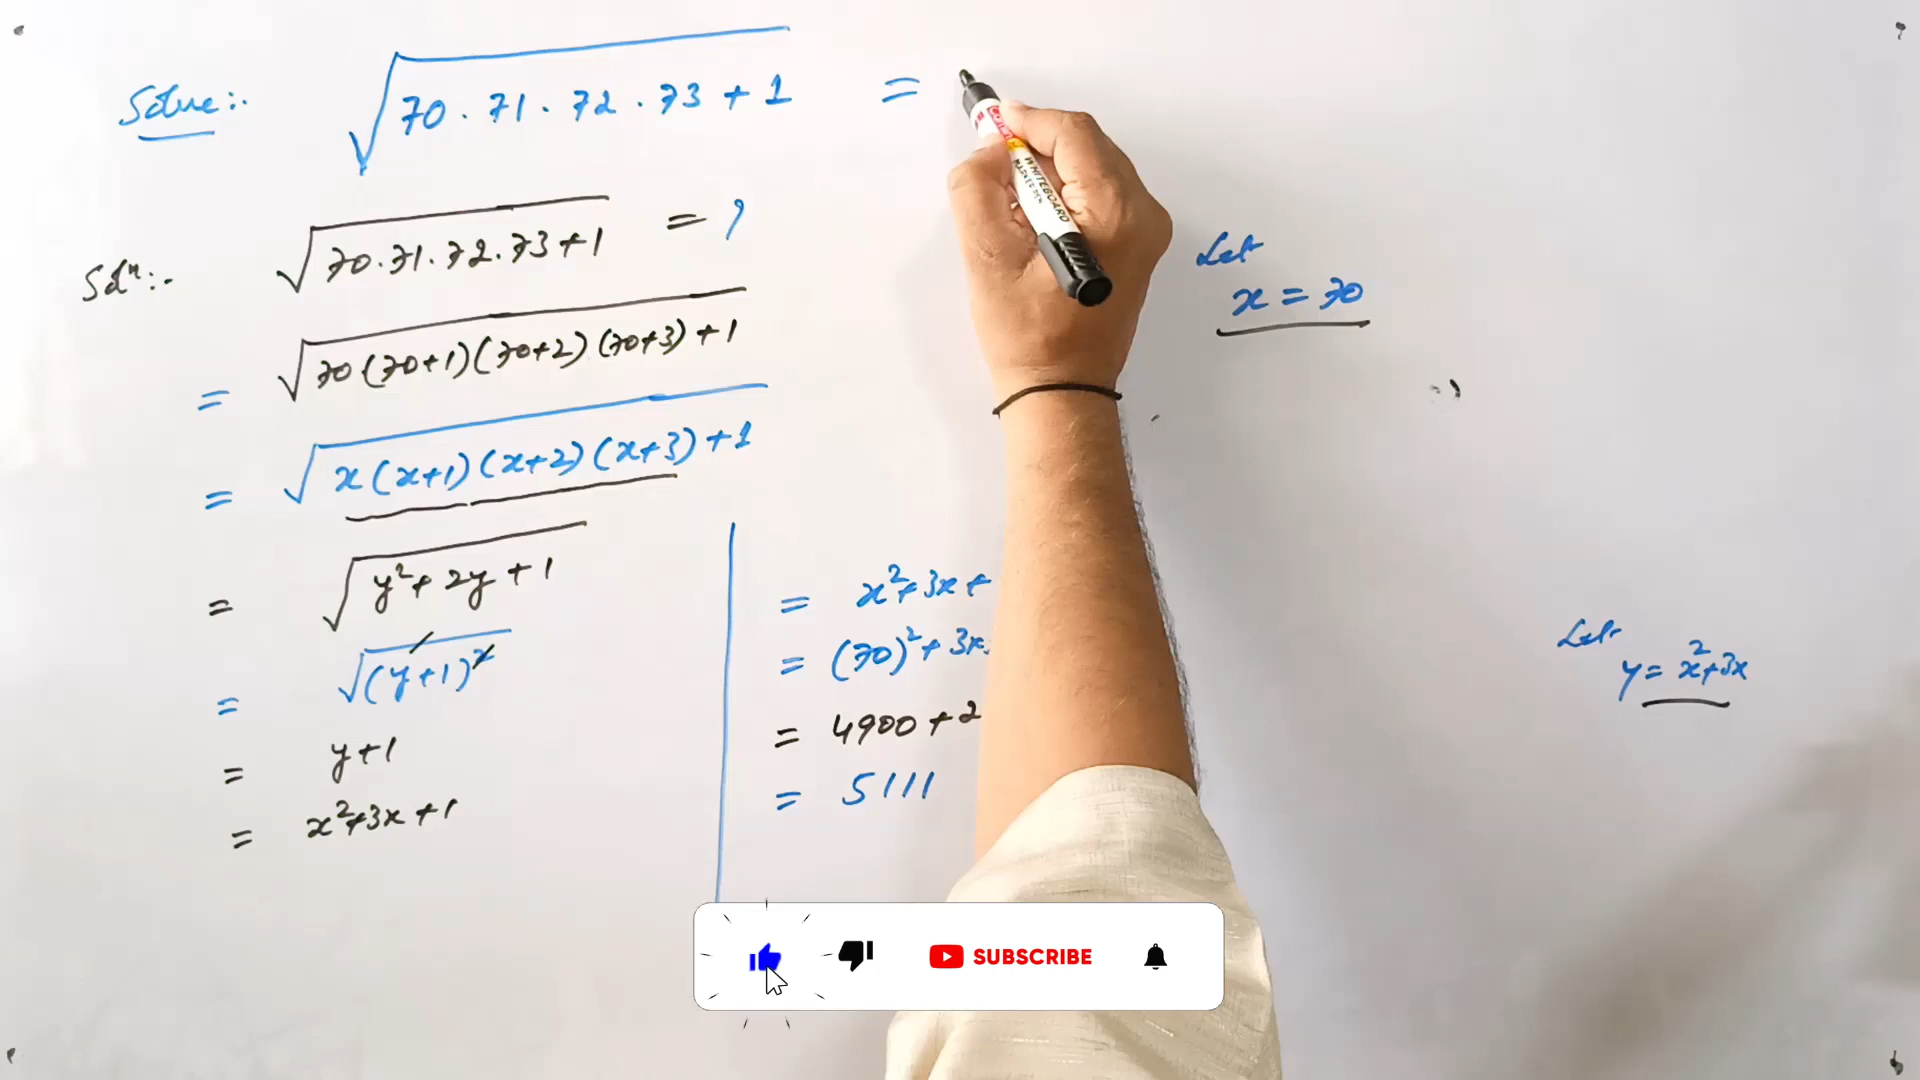 Solve:. √70 . 71 . 72 . 73 + 1 =
Solⁿ:. √70.71.72.73+1 = ?
= √70(70+1)(70+2)(70+3)+1
= √x(x+1)(x+2)(x+3)+1
= √y²+2y+1
= √(y+1)²
= y+1
= x²+3x+1
= x²+3x+
= (70)²+3x
= 4900+2
= 5111
Let
x = 70
Let
y = x²+3x
WHITEBOARD
SUBSCRIBE